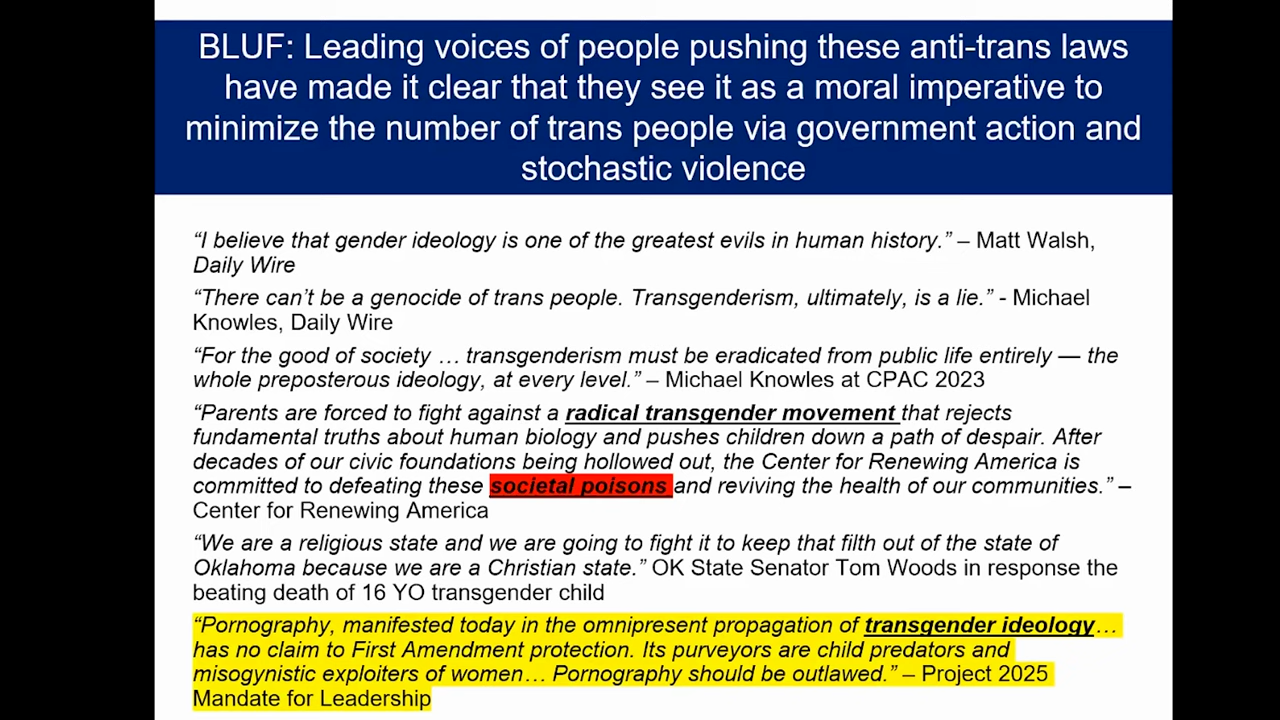 BLUF: Leading voices of people pushing these anti-trans laws
have made it clear that they see it as a moral imperative to
minimize the number of trans people via government action and
stochastic violence
“I believe that gender ideology is one of the greatest evils in human history.” – Matt Walsh,
Daily Wire
“There can’t be a genocide of trans people. Transgenderism, ultimately, is a lie.” - Michael
Knowles, Daily Wire
“For the good of society … transgenderism must be eradicated from public life entirely — the
whole preposterous ideology, at every level.” – Michael Knowles at CPAC 2023
“Parents are forced to fight against a radical transgender movement that rejects
fundamental truths about human biology and pushes children down a path of despair. After
decades of our civic foundations being hollowed out, the Center for Renewing America is
committed to defeating these societal poisons and reviving the health of our communities.” –
Center for Renewing America
“We are a religious state and we are going to fight it to keep that filth out of the state of
Oklahoma because we are a Christian state.” OK State Senator Tom Woods in response the
beating death of 16 YO transgender child
“Pornography, manifested today in the omnipresent propagation of transgender ideology…
has no claim to First Amendment protection. Its purveyors are child predators and
misogynistic exploiters of women… Pornography should be outlawed.” – Project 2025
Mandate for Leadership